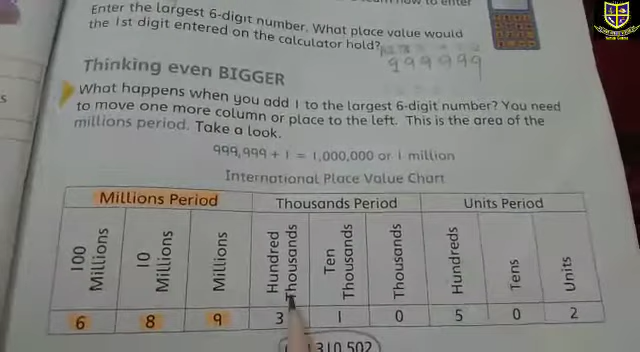 to enter
Enter the largest 6-digit number. What place value would
the 1st digit entered on the calculator hold?
999999
Thinking even BIGGER
What happens when you add 1 to the largest 6-digit number? You need
to move one more column or place to the left. This is the area of the
millions period. Take a look.
999,999 + 1 = 1,000,000 or 1 million
International Place Value Chart
Millions Period Thousands Period Units Period
100 Millions 10 Millions Millions Hundred Thousands Ten Thousands Thousands Hundreds Tens Units
6 8 9 3 1 0 5 0 2
310,502